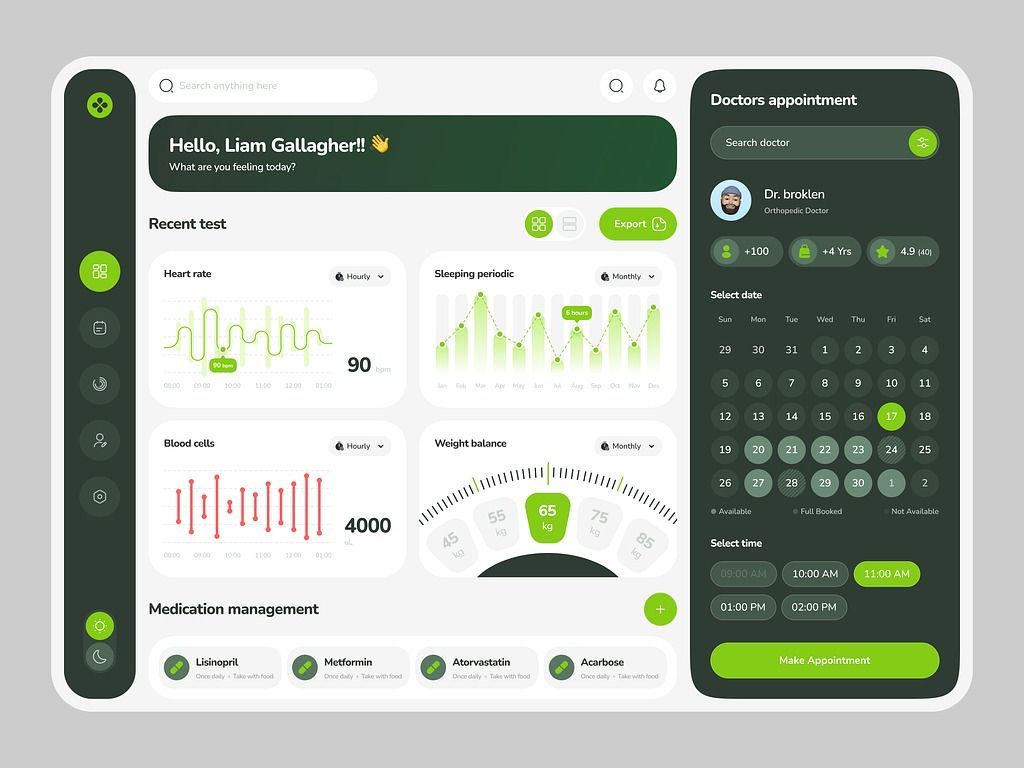 Search anything here
Hello, Liam Gallagher!! 👋
What are you feeling today?
Recent test
Export
Heart rate
Hourly
90 bpm
90 bpm
08:00 09:00 10:00 11:00 12:00 01:00
Sleeping periodic
Monthly
6 hours
Jan Feb Mar Apr May Jun Jul Aug Sep Oct Nov Dec
Blood cells
Hourly
4000
uL
08:00 09:00 10:00 11:00 12:00 01:00
Weight balance
Monthly
45 kg
55 kg
65 kg
75 kg
85 kg
Medication management
+
Lisinopril
Once daily • Take with food
Metformin
Once daily • Take with food
Atorvastatin
Once daily • Take with food
Acarbose
Once daily • Take with food
Doctors appointment
Search doctor
Dr. broklen
Orthopedic Doctor
+100
+4 Yrs
4.9 (40)
Select date
Sun Mon Tue Wed Thu Fri Sat
29 30 31 1 2 3 4
5 6 7 8 9 10 11
12 13 14 15 16 17 18
19 20 21 22 23 24 25
26 27 28 29 30 1 2
Available Full Booked Not Available
Select time
09:00 AM 10:00 AM 11:00 AM
01:00 PM 02:00 PM
Make Appointment